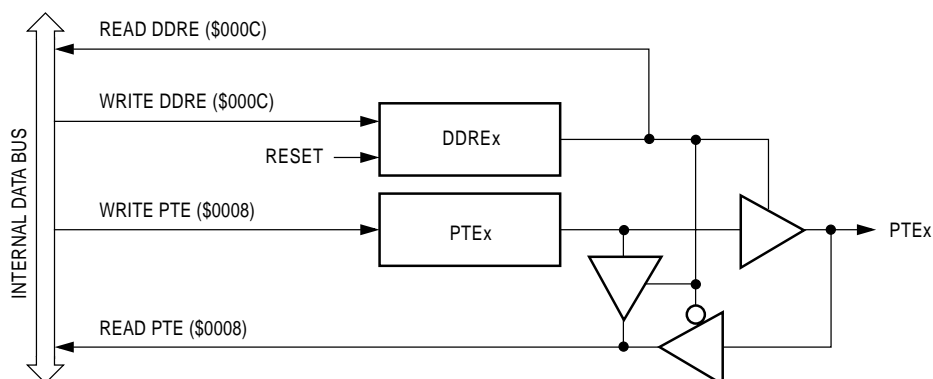 READ DDRE ($000C)
WRITE DDRE ($000C)
DDREx
RESET
WRITE PTE ($0008)
PTEx
PTEx
READ PTE ($0008)
INTERNAL DATA BUS